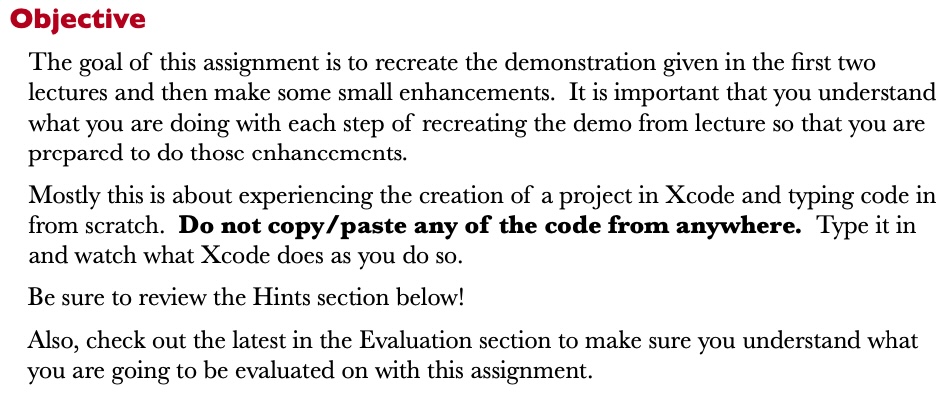 Objective
The goal of this assignment is to recreate the demonstration given in the first two
lectures and then make some small enhancements. It is important that you understand
what you are doing with each step of recreating the demo from lecture so that you are
prepared to do those enhancements.
Mostly this is about experiencing the creation of a project in Xcode and typing code in
from scratch. Do not copy/paste any of the code from anywhere. Type it in
and watch what Xcode does as you do so.
Be sure to review the Hints section below!
Also, check out the latest in the Evaluation section to make sure you understand what
you are going to be evaluated on with this assignment.